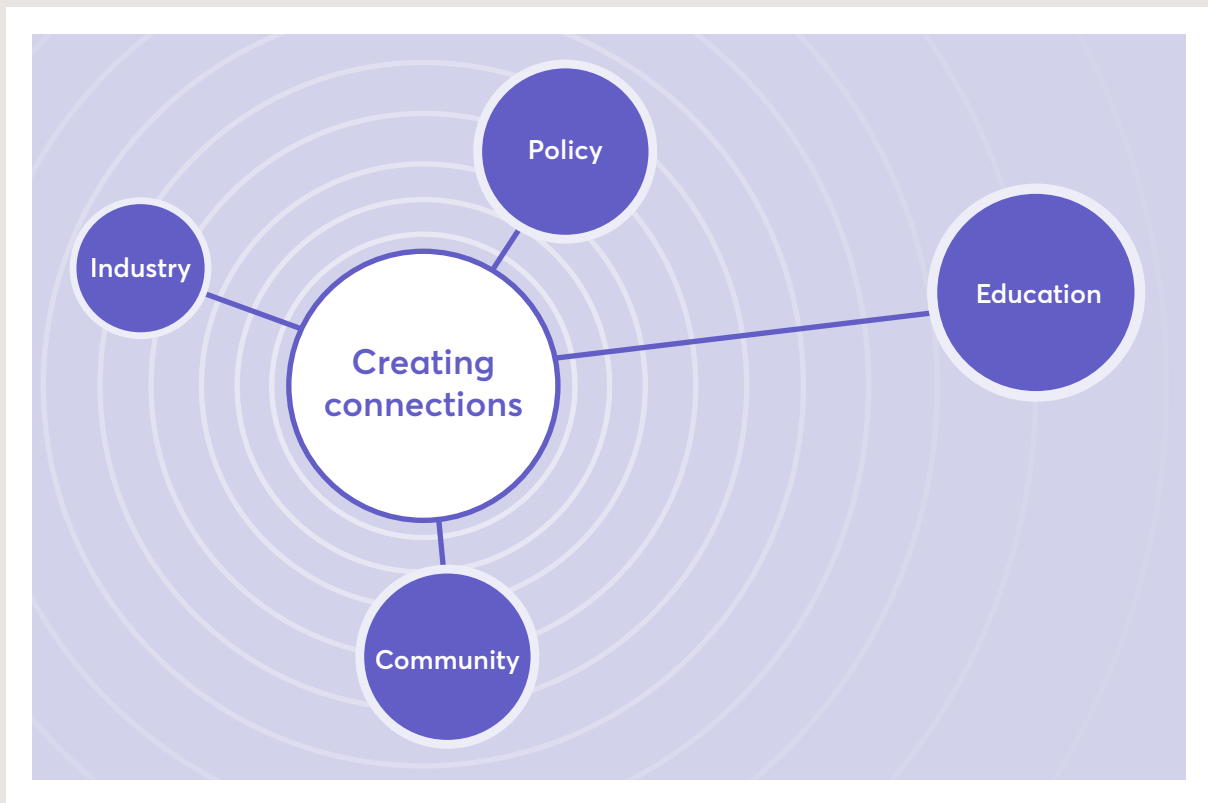 Policy
Industry
Education
Creating
connections
Community